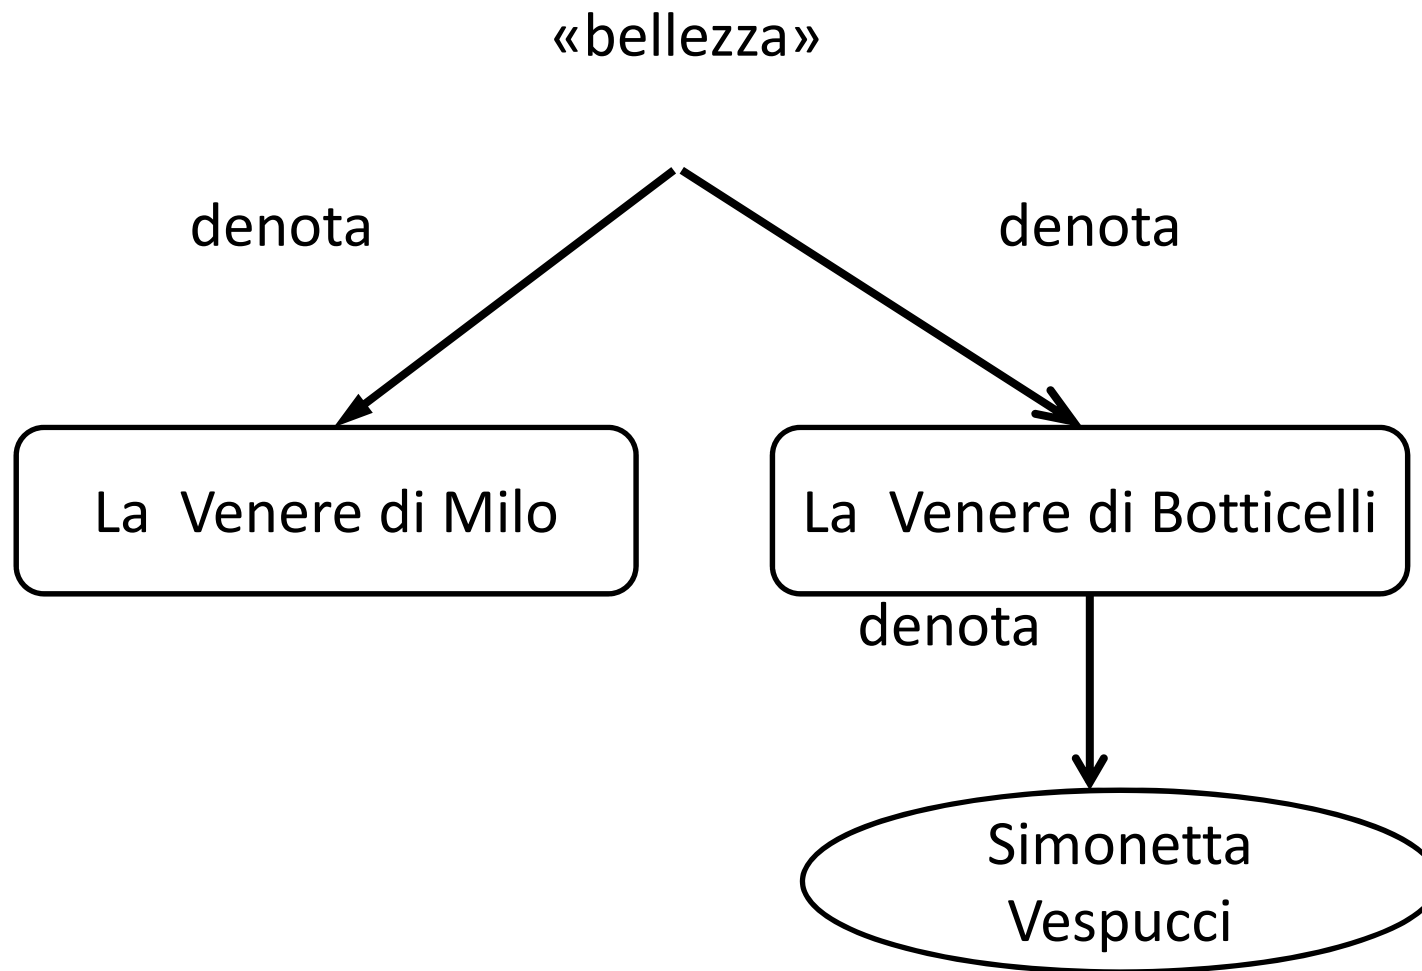 «bellezza»
denota
denota
La Venere di Milo
La Venere di Botticelli
denota
Simonetta
Vespucci